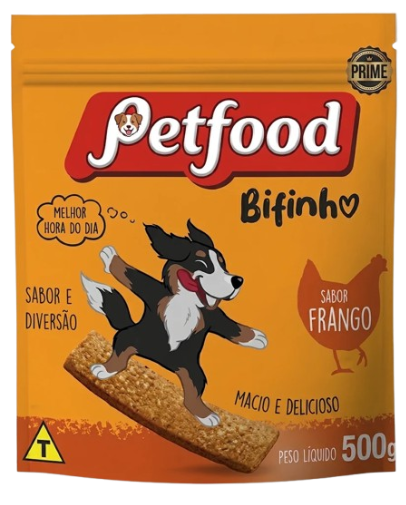 PRIME
Petfood
Bifinho
MELHOR
HORA DO DIA
SABOR E
DIVERSÃO
SABOR
FRANGO
MACIO E DELICIOSO
T
PESO LÍQUIDO 500g